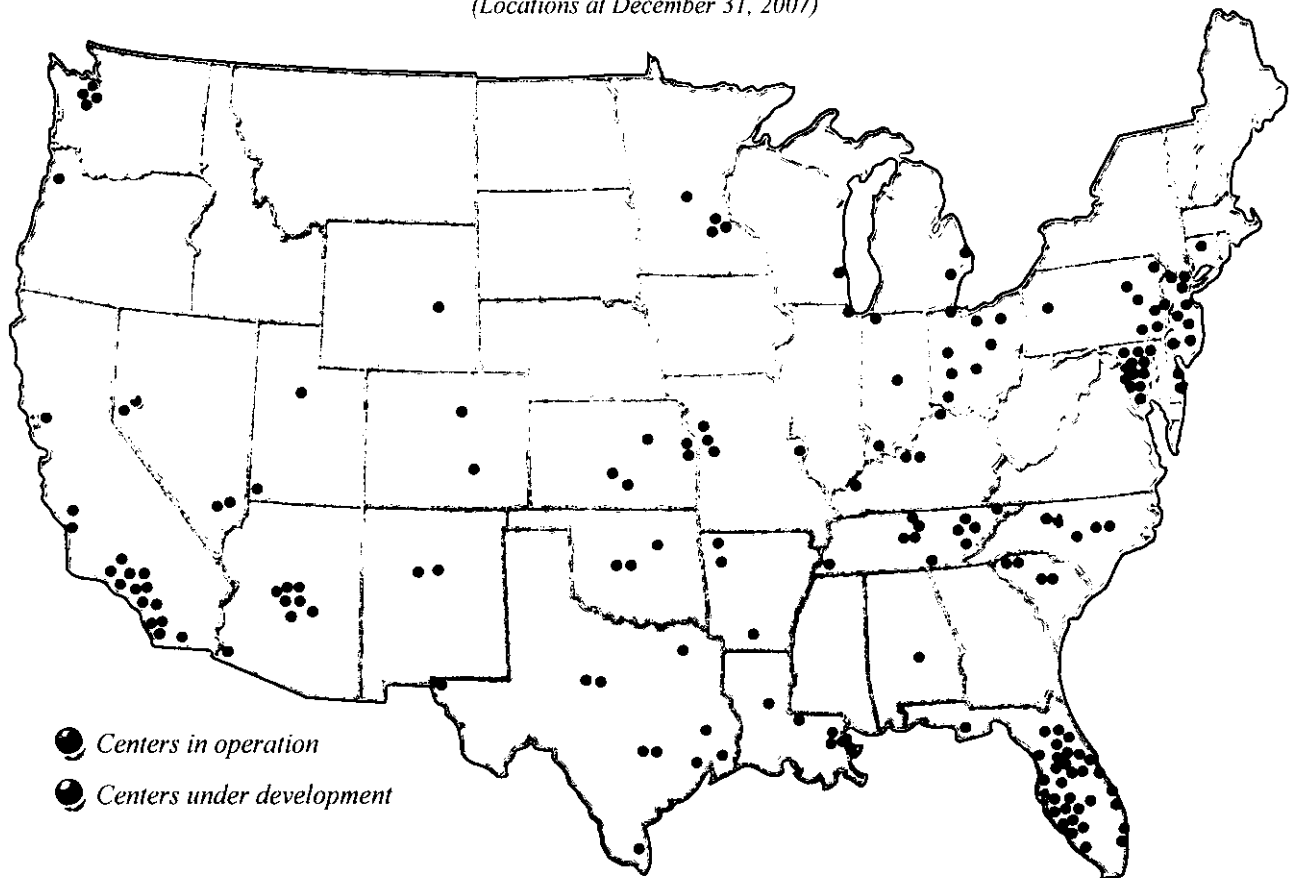 (Locations at December 31, 2007)
Centers in operation
Centers under development